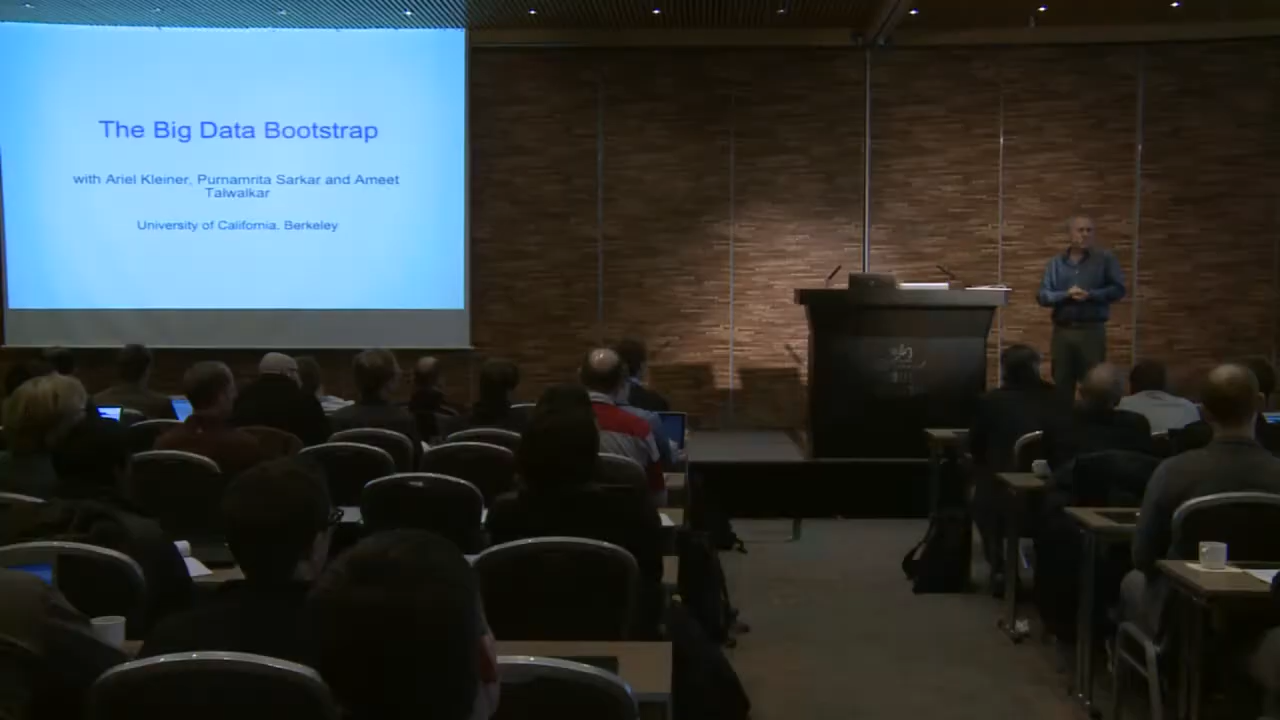 The Big Data Bootstrap
with Ariel Kleiner, Purnamrita Sarkar and Ameet
Talwalkar
University of California, Berkeley